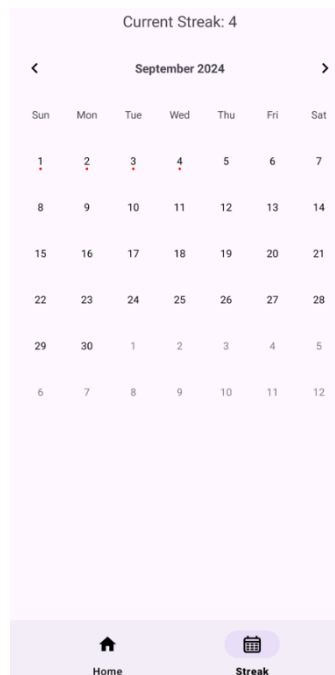 Current Streak: 4
September 2024
Sun Mon Tue Wed Thu Fri Sat
1 2 3 4 5 6 7
8 9 10 11 12 13 14
15 16 17 18 19 20 21
22 23 24 25 26 27 28
29 30 1 2 3 4 5
6 7 8 9 10 11 12
Home Streak